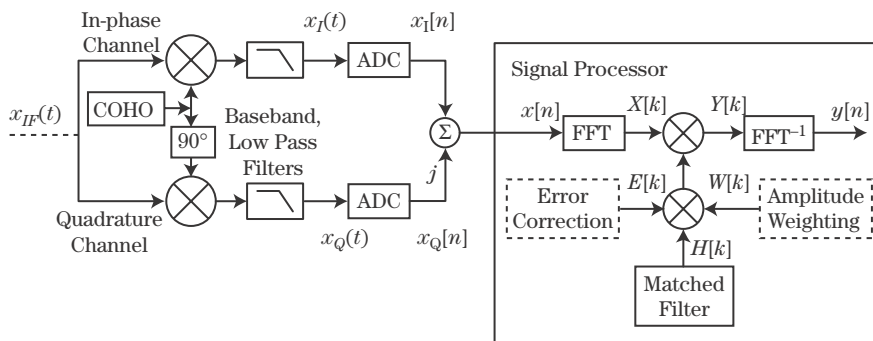 In-phase
Channel
x_I(t)
x_I[n]
ADC
Signal Processor
x_IF(t)
COHO
90°
Baseband,
Low Pass
Filters
Σ
j
x[n]
FFT
X[k]
Y[k]
FFT⁻¹
y[n]
Quadrature
Channel
ADC
x_Q(t)
x_Q[n]
Error
Correction
E[k]
W[k]
Amplitude
Weighting
H[k]
Matched
Filter